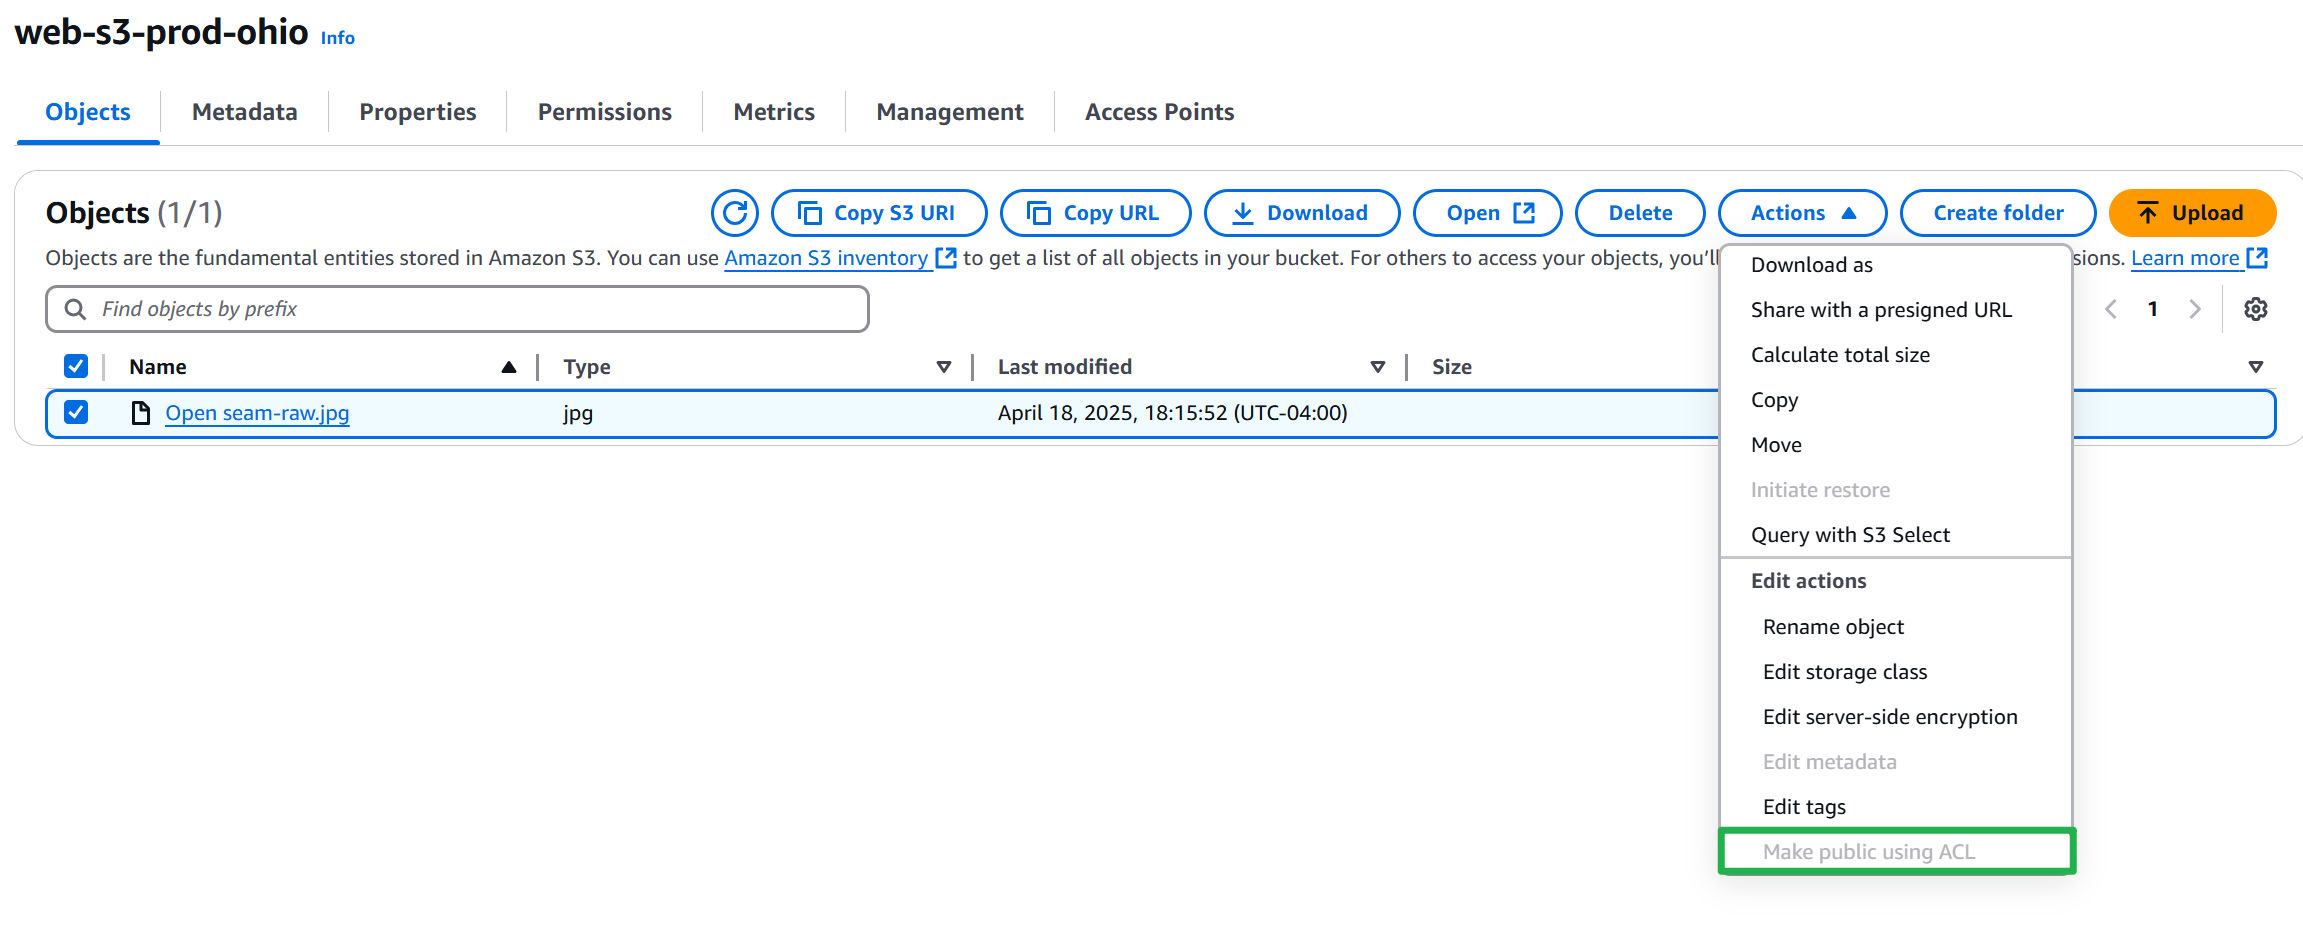 web-s3-prod-ohio Info
Objects Metadata Properties Permissions Metrics Management Access Points
Objects (1/1) Copy S3 URI Copy URL Download Open Delete Actions Create folder Upload
Objects are the fundamental entities stored in Amazon S3. You can use Amazon S3 inventory to get a list of all objects in your bucket. For others to access your objects, you'll sions. Learn more
Find objects by prefix 1
Name Type Last modified Size
Open seam-raw.jpg jpg April 18, 2025, 18:15:52 (UTC-04:00)
Download as
Share with a presigned URL
Calculate total size
Copy
Move
Initiate restore
Query with S3 Select
Edit actions
Rename object
Edit storage class
Edit server-side encryption
Edit metadata
Edit tags
Make public using ACL